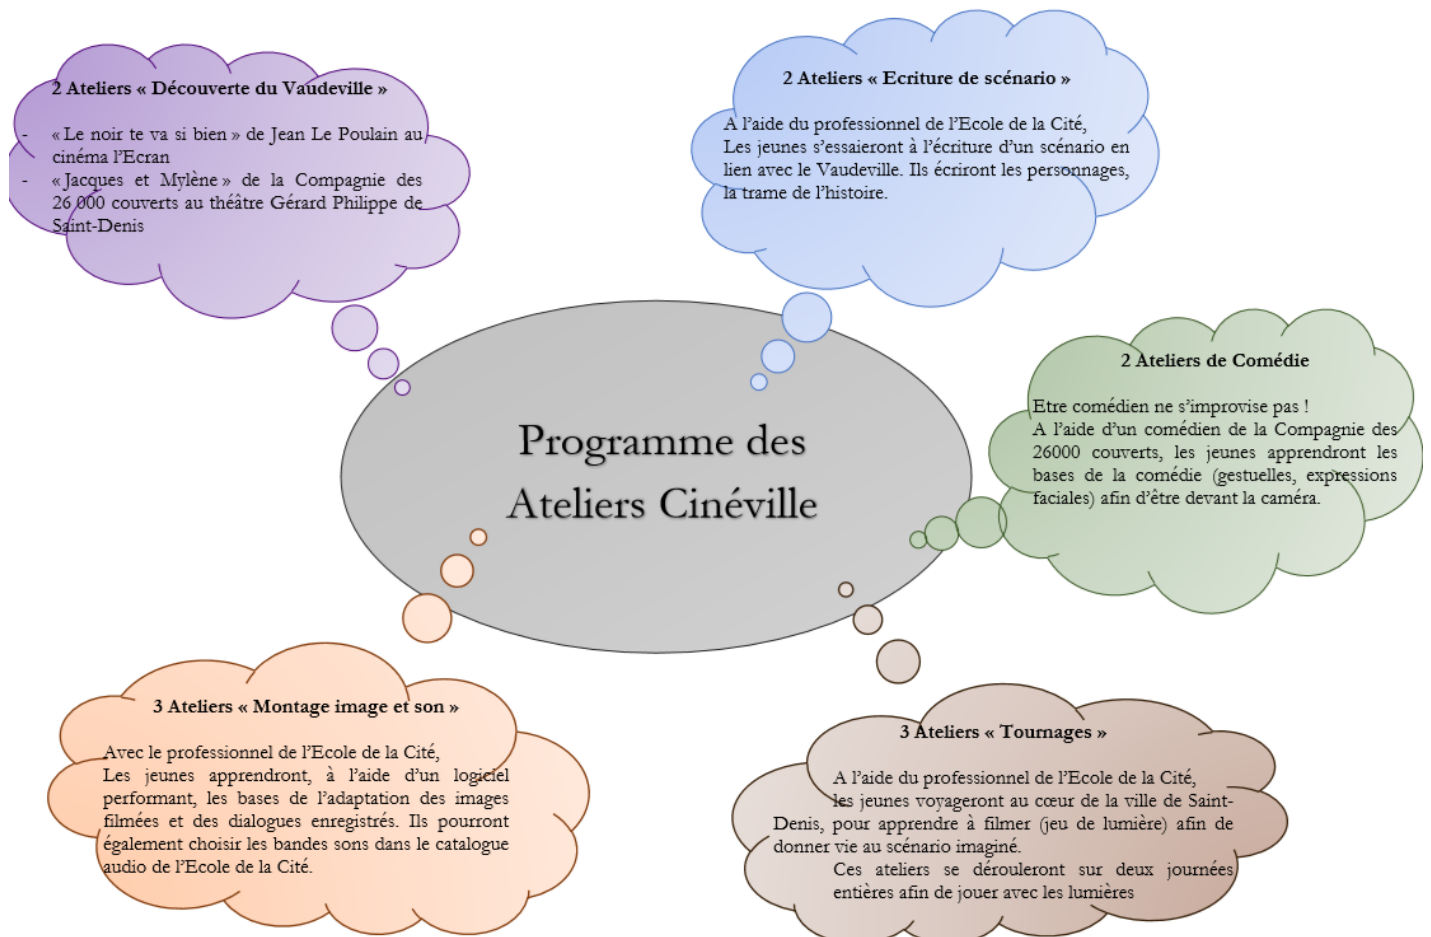 2 Ateliers « Découverte du Vaudeville »
- « Le noir te va si bien » de Jean Le Poulain au
cinéma l’Ecran
- « Jacques et Mylène » de la Compagnie des
26 000 couverts au théâtre Gérard Philippe de
Saint-Denis
2 Ateliers « Ecriture de scénario »
A l’aide du professionnel de l’Ecole de la Cité,
Les jeunes s’essaieront à l’écriture d’un scénario en
lien avec le Vaudeville. Ils écriront les personnages,
la trame de l’histoire.
2 Ateliers de Comédie
Etre comédien ne s’improvise pas !
A l’aide d’un comédien de la Compagnie des
26000 couverts, les jeunes apprendront les
bases de la comédie (gestuelles, expressions
faciales) afin d’être devant la caméra.
Programme des
Ateliers Cinéville
3 Ateliers « Montage image et son »
Avec le professionnel de l’Ecole de la Cité,
Les jeunes apprendront, à l’aide d’un logiciel
performant, les bases de l’adaptation des images
filmées et des dialogues enregistrés. Ils pourront
également choisir les bandes sons dans le catalogue
audio de l’Ecole de la Cité.
3 Ateliers « Tournages »
A l’aide du professionnel de l’Ecole de la Cité,
les jeunes voyageront au cœur de la ville de Saint-
Denis, pour apprendre à filmer (jeu de lumière) afin de
donner vie au scénario imaginé.
Ces ateliers se dérouleront sur deux journées
entières afin de jouer avec les lumières